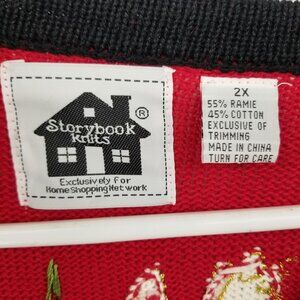 Storybook
Knits
®
Exclusively for
Home Shopping Network
2X
55% RAMIE
45% COTTON
EXCLUSIVE OF
TRIMMING
MADE IN CHINA
TURN FOR CARE